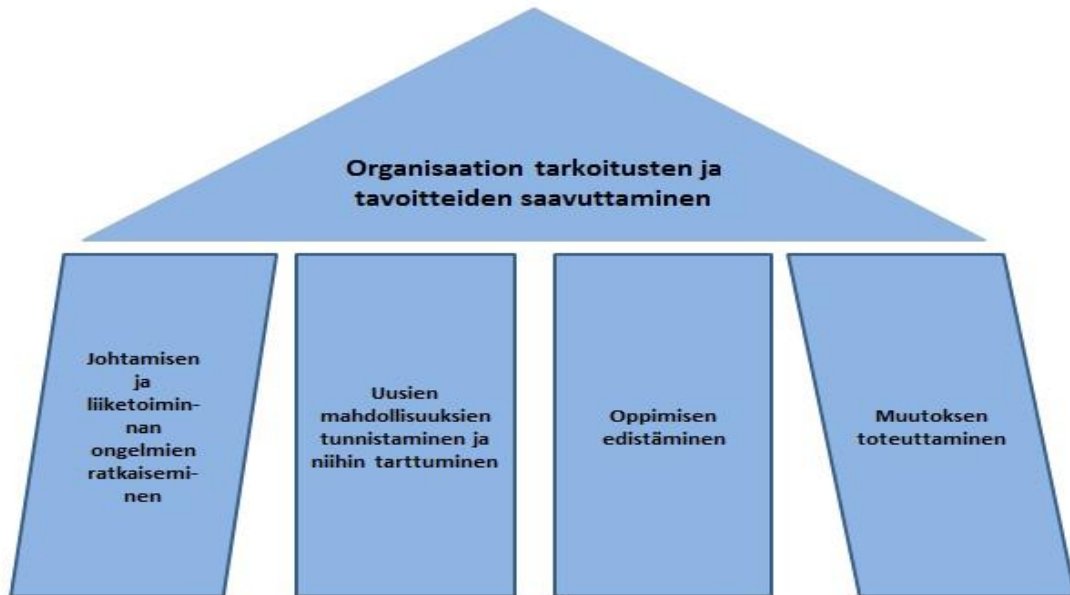 Organisaation tarkoitusten ja
tavoitteiden saavuttaminen
Johtamisen
ja
liiketoimin-
nan
ongelmien
ratkaisemi-
nen
Uusien
mahdollisuuksien
tunnistaminen ja
niihin tarttuminen
Oppimisen
edistäminen
Muutoksen
toteuttaminen